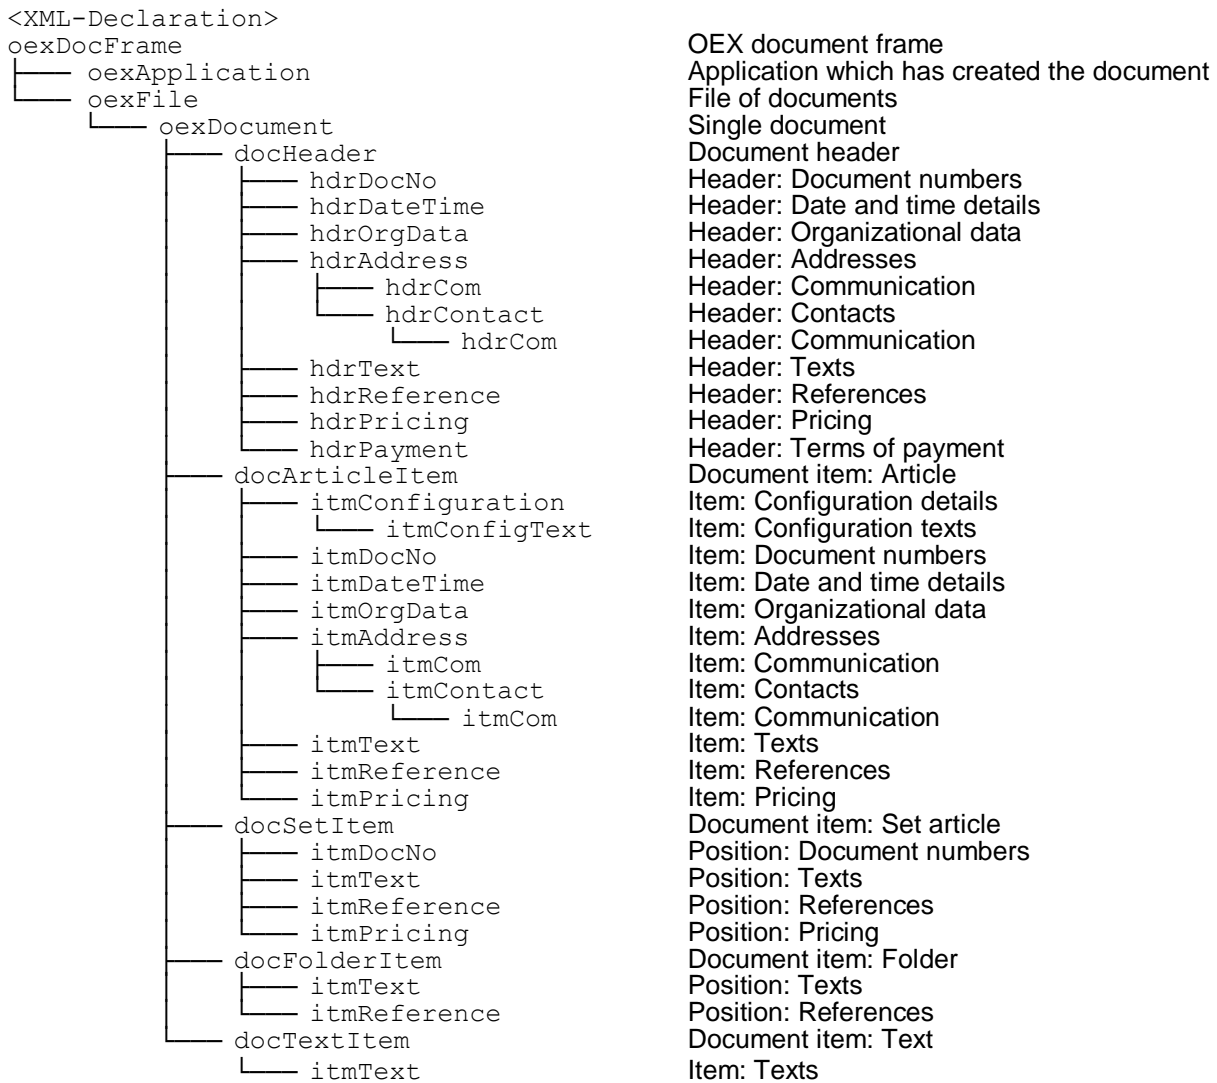 <XML-Declaration>
oexDocFrame OEX document frame
oexApplication Application which has created the document
oexFile File of documents
oexDocument Single document
docHeader Document header
hdrDocNo Header: Document numbers
hdrDateTime Header: Date and time details
hdrOrgData Header: Organizational data
hdrAddress Header: Addresses
hdrCom Header: Communication
hdrContact Header: Contacts
hdrCom Header: Communication
hdrText Header: Texts
hdrReference Header: References
hdrPricing Header: Pricing
hdrPayment Header: Terms of payment
docArticleItem Document item: Article
itmConfiguration Item: Configuration details
itmConfigText Item: Configuration texts
itmDocNo Item: Document numbers
itmDateTime Item: Date and time details
itmOrgData Item: Organizational data
itmAddress Item: Addresses
itmCom Item: Communication
itmContact Item: Contacts
itmCom Item: Communication
itmText Item: Texts
itmReference Item: References
itmPricing Item: Pricing
docSetItem Document item: Set article
itmDocNo Position: Document numbers
itmText Position: Texts
itmReference Position: References
itmPricing Position: Pricing
docFolderItem Document item: Folder
itmText Position: Texts
itmReference Position: References
docTextItem Document item: Text
itmText Item: Texts